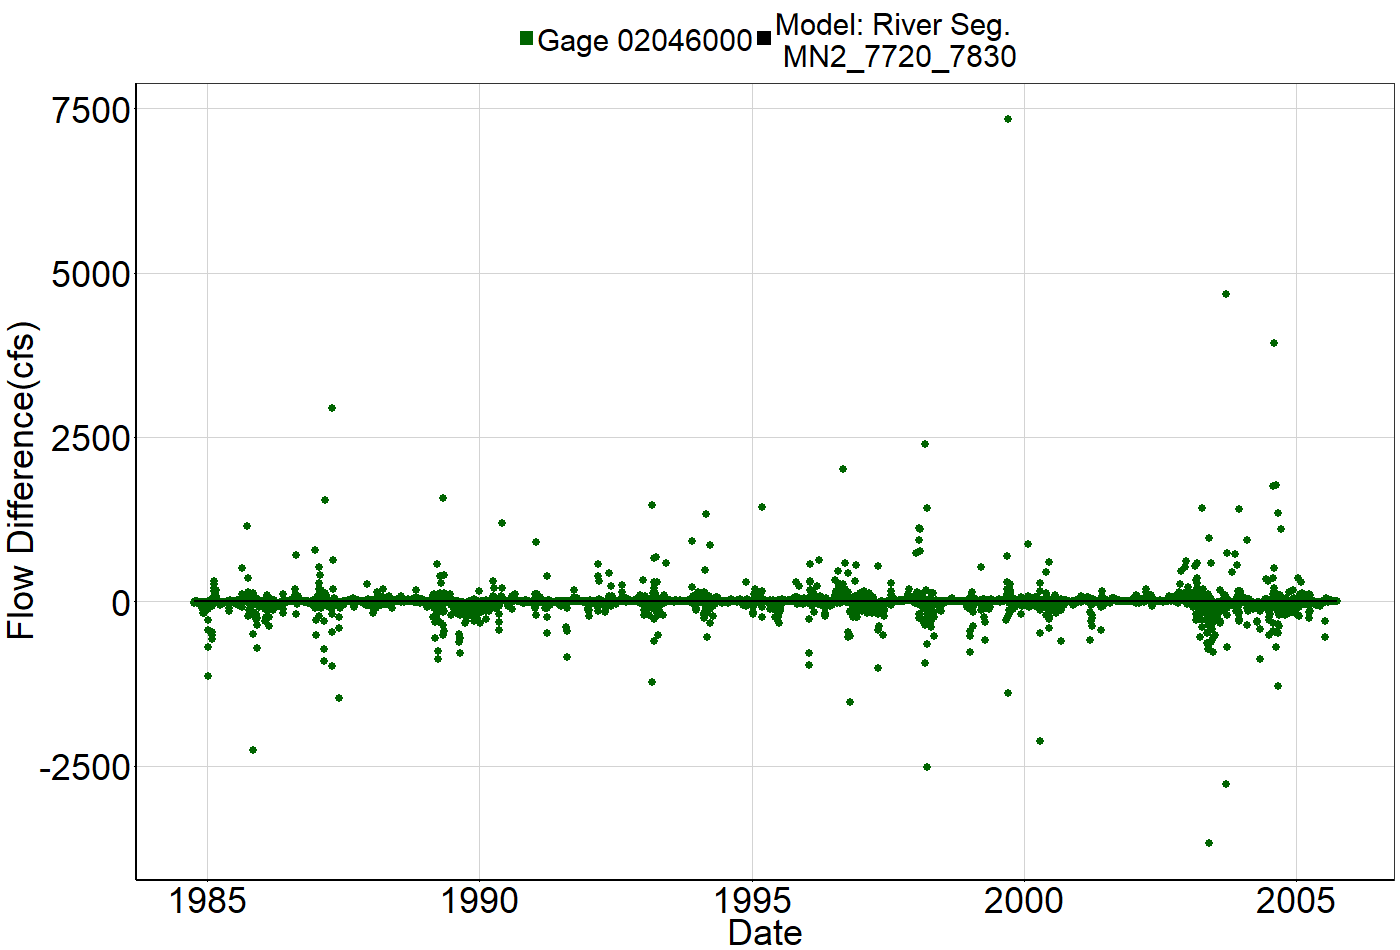 Gage 02046000
Model: River Seg.
MN2_7720_7830
7500
5000
2500
0
-2500
Flow Difference(cfs)
1985 1990 1995 2000 2005
Date